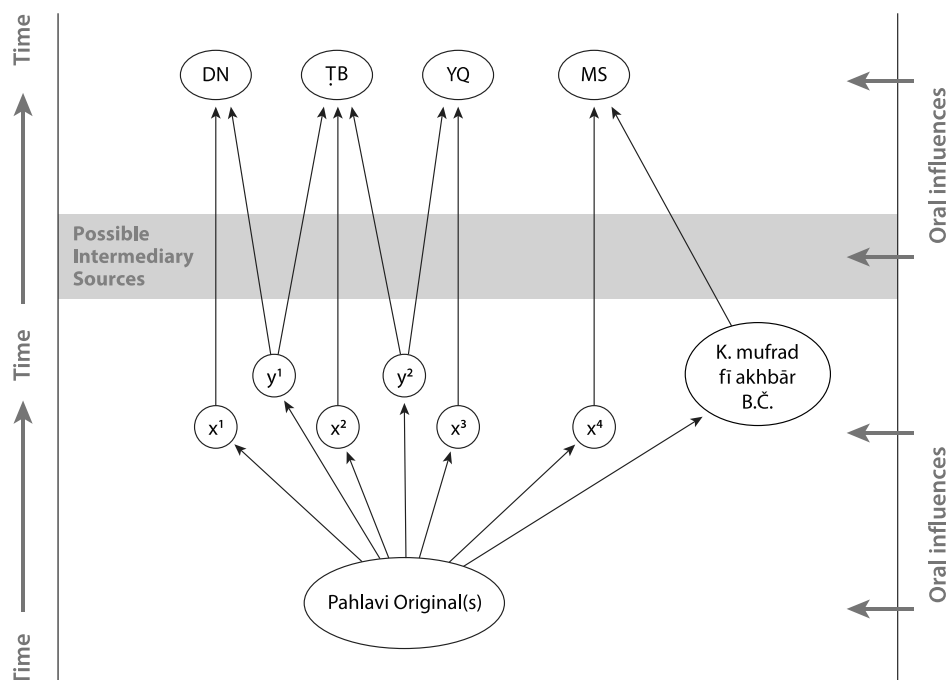 Time
Time
Time
DN
ṬB
YQ
MS
Possible
Intermediary
Sources
y¹
y²
K. mufrad
fī akhbār
B.Č.
x¹
x²
x³
x⁴
Pahlavi Original(s)
Oral influences
Oral influences